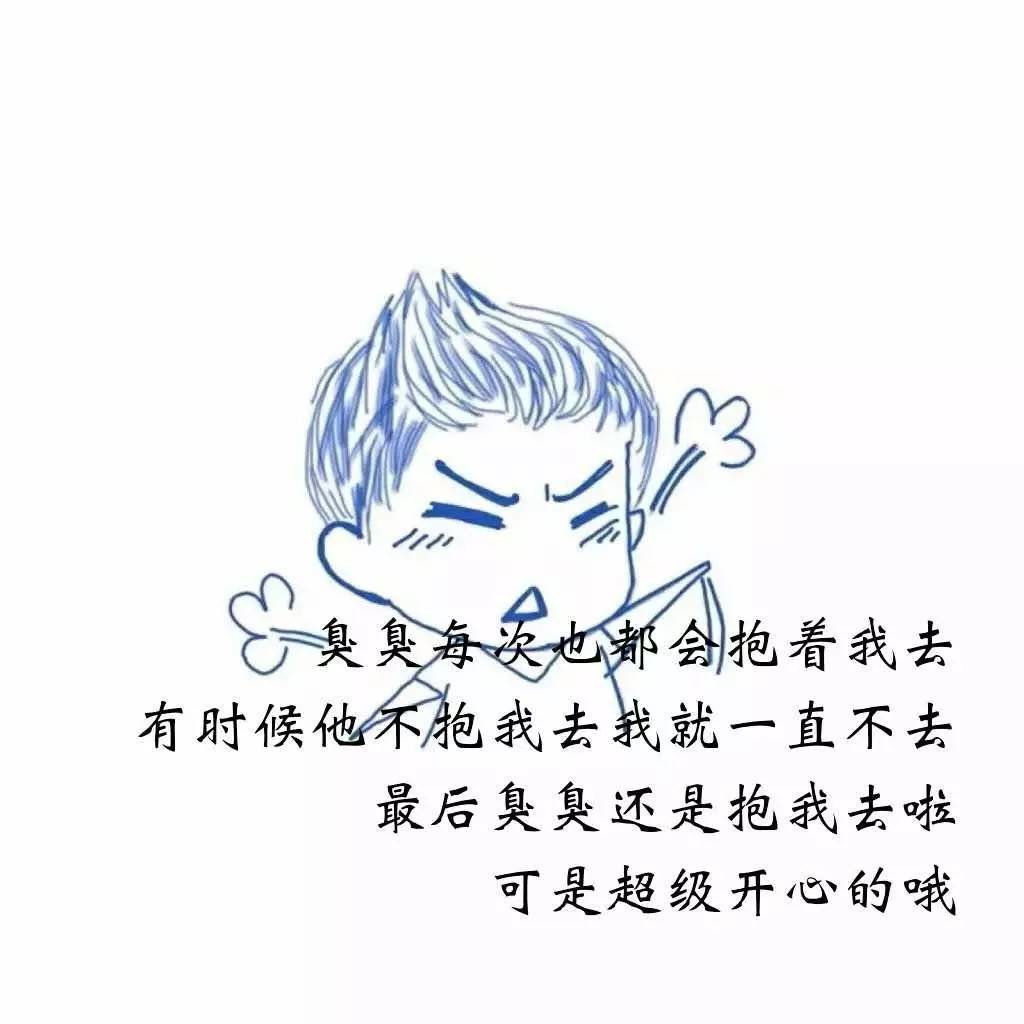 臭臭每次也都会抱着我去
有时候他不抱我去我就一直不去
最后臭臭还是抱我去啦
可是超级开心的哦